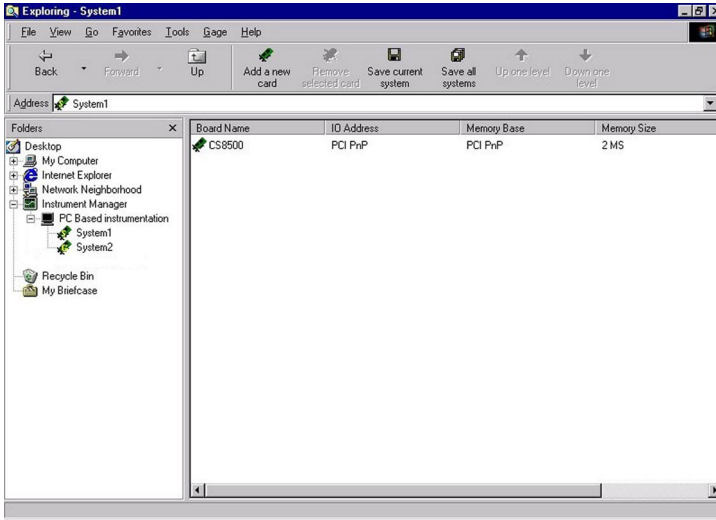 Exploring - System1
File View Go Favorites Tools Gage Help
Back Forward Up Add a new card Remove selected card Save current system Save all systems Up one level Down one level
Address System1
Folders
Board Name IO Address Memory Base Memory Size
CS8500 PCI PnP PCI PnP 2 MS
Desktop
My Computer
Internet Explorer
Network Neighborhood
Instrument Manager
PC Based instrumentation
System1
System2
Recycle Bin
My Briefcase